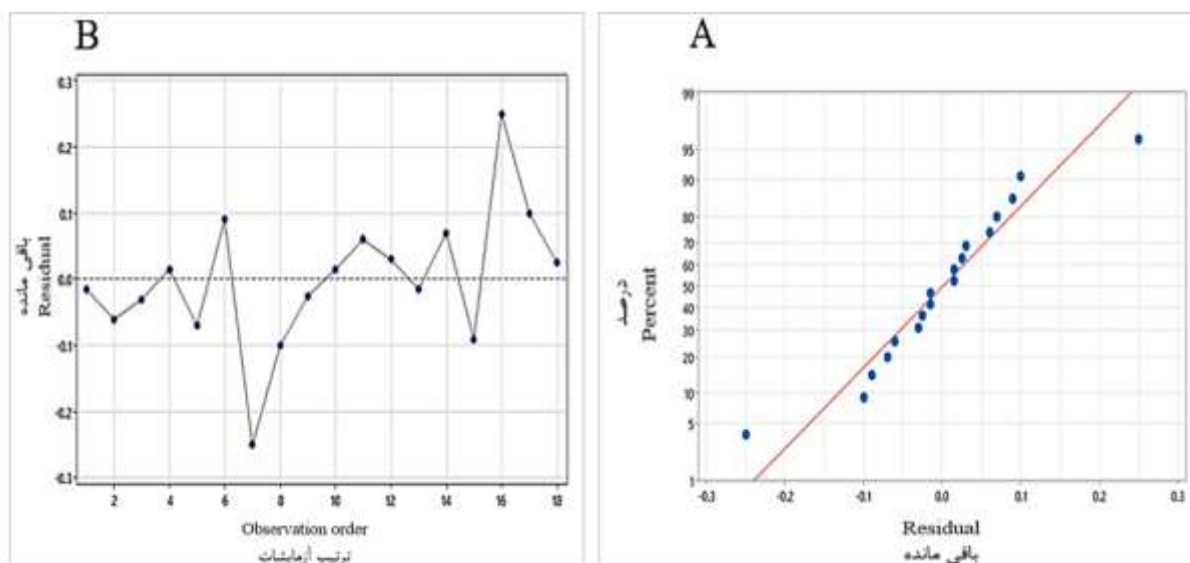 B
0.3
0.2
0.1
0.0
-0.1
-0.2
-0.1
باقی مانده
Residual
2 4 6 8 10 12 14 16 18
Observation order
ترتیب آزمایشات
A
99
95
90
80
70
60
50
40
30
20
10
5
1
درصد
Percent
-0.3 -0.2 -0.1 0.0 0.1 0.2 0.3
Residual
باقی مانده